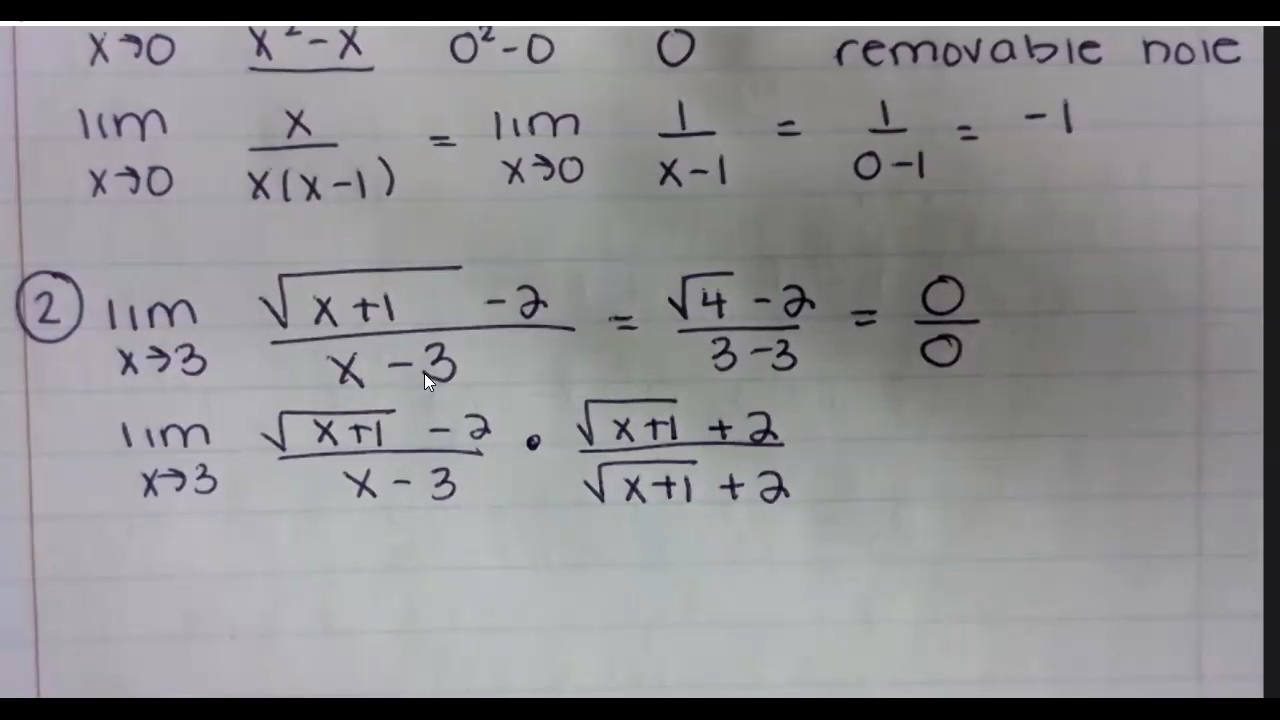 x→0 x²-x 0²-0 0 removable hole
lim x/x(x-1) = lim 1/x-1 = 1/0-1 = -1
x→0 x→0
② lim √x+1 -2/x-3 = √4-2/3-3 = 0/0
x→3
lim √x+1 -2/x-3 • √x+1 +2/√x+1 +2
x→3